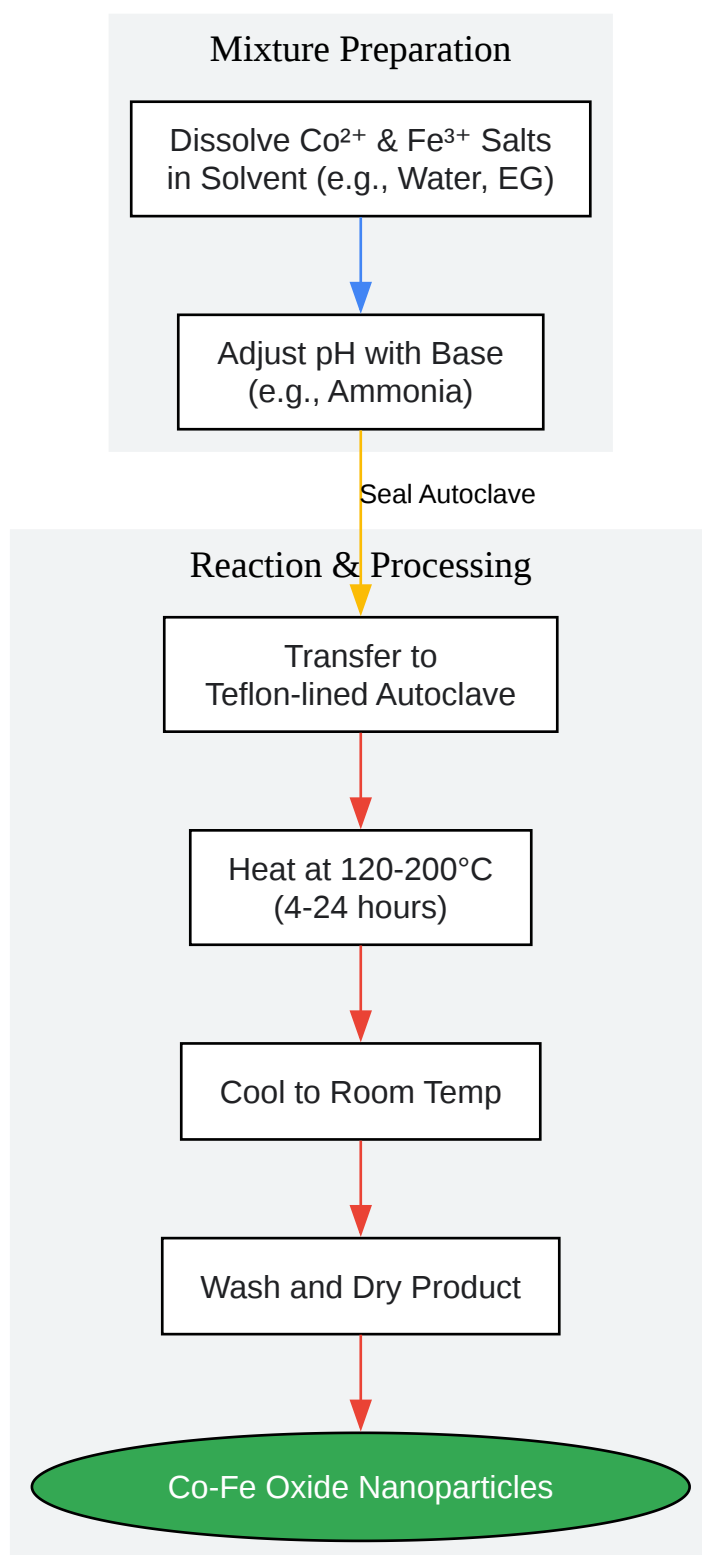 Mixture Preparation
Dissolve Co²⁺ & Fe³⁺ Salts
in Solvent (e.g., Water, EG)
Adjust pH with Base
(e.g., Ammonia)
Seal Autoclave
Reaction & Processing
Transfer to
Teflon-lined Autoclave
Heat at 120-200°C
(4-24 hours)
Cool to Room Temp
Wash and Dry Product
Co-Fe Oxide Nanoparticles